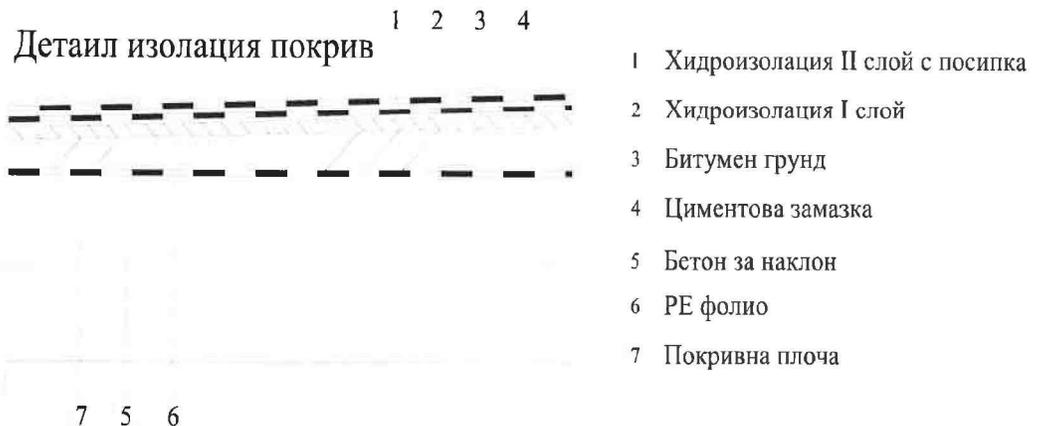 1 2 3 4
Детаил изолация покрив
1 Хидроизолация II слой с посипка
2 Хидроизолация I слой
3 Битумен грунд
4 Циментова замазка
5 Бетон за наклон
6 РЕ фолио
7 Покривна плоча
7 5 6